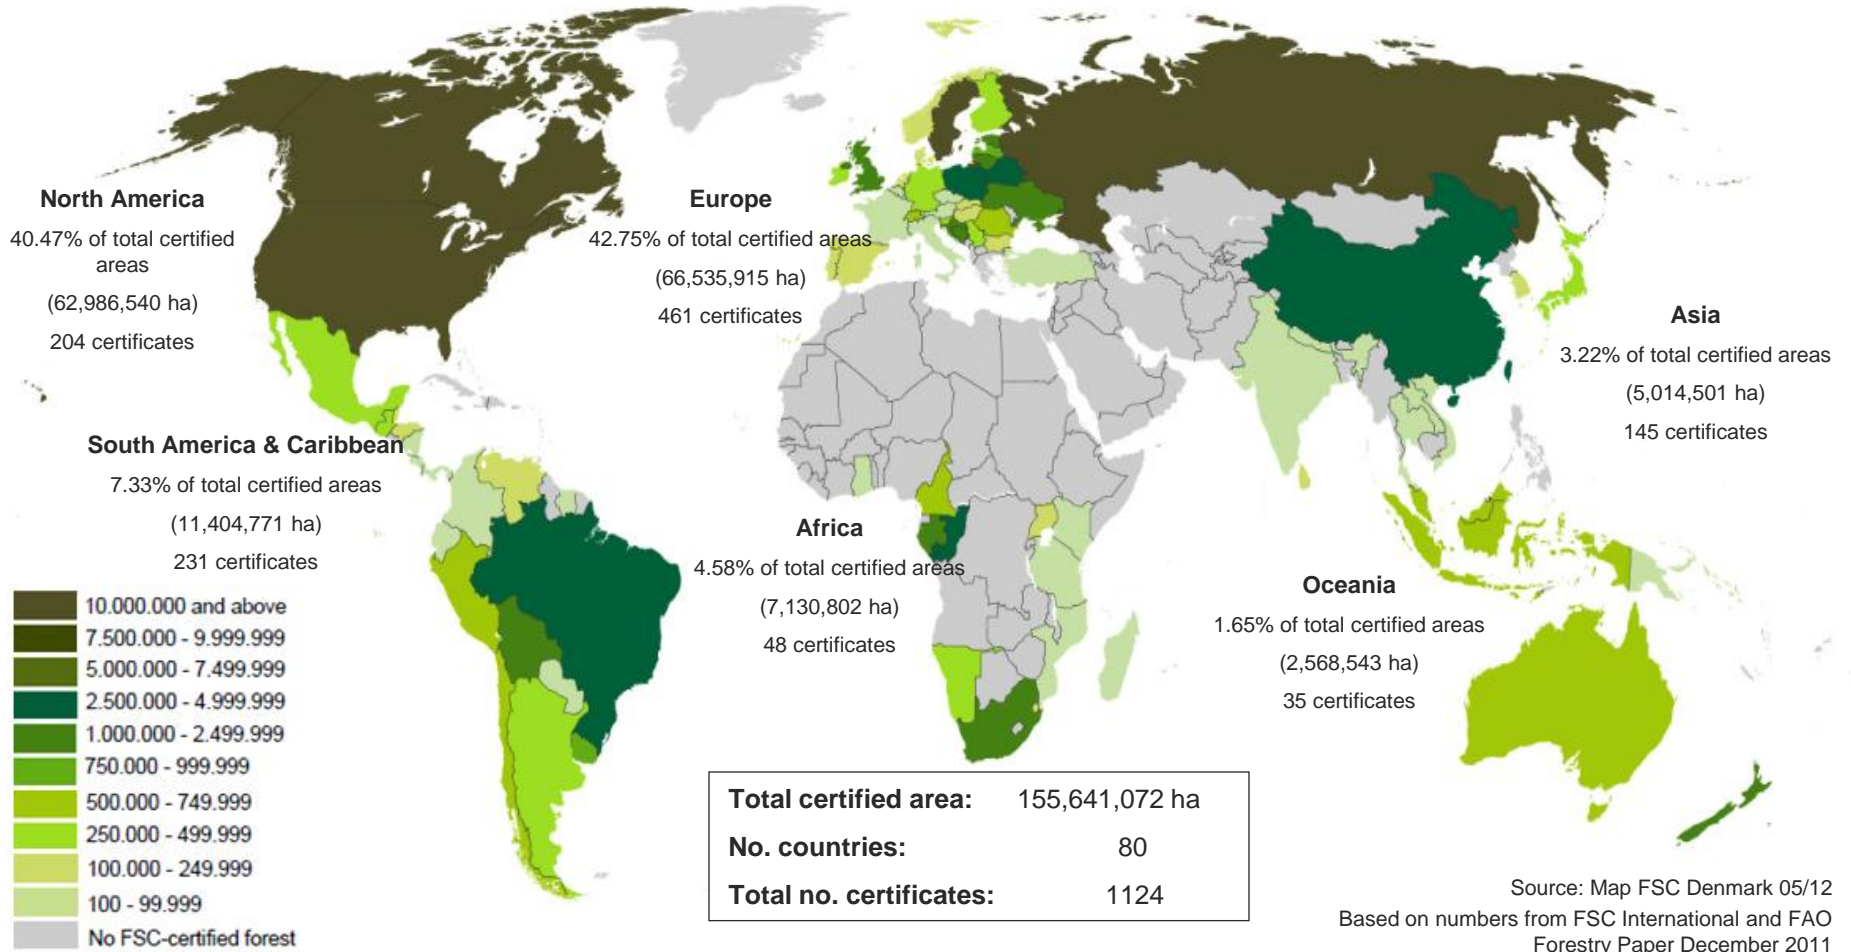 North America
40.47% of total certified
areas
(62,986,540 ha)
204 certificates
Europe
42.75% of total certified areas
(66,535,915 ha)
461 certificates
Asia
3.22% of total certified areas
(5,014,501 ha)
145 certificates
South America & Caribbean
7.33% of total certified areas
(11,404,771 ha)
231 certificates
Africa
4.58% of total certified areas
(7,130,802 ha)
48 certificates
Oceania
1.65% of total certified areas
(2,568,543 ha)
35 certificates
10.000.000 and above
7.500.000 - 9.999.999
5.000.000 - 7.499.999
2.500.000 - 4.999.999
1.000.000 - 2.499.999
750.000 - 999.999
500.000 - 749.999
250.000 - 499.999
100.000 - 249.999
100 - 99.999
No FSC-certified forest
Total certified area: 155,641,072 ha
No. countries: 80
Total no. certificates: 1124
Source: Map FSC Denmark 05/12
Based on numbers from FSC International and FAO
Forestry Paper December 2011